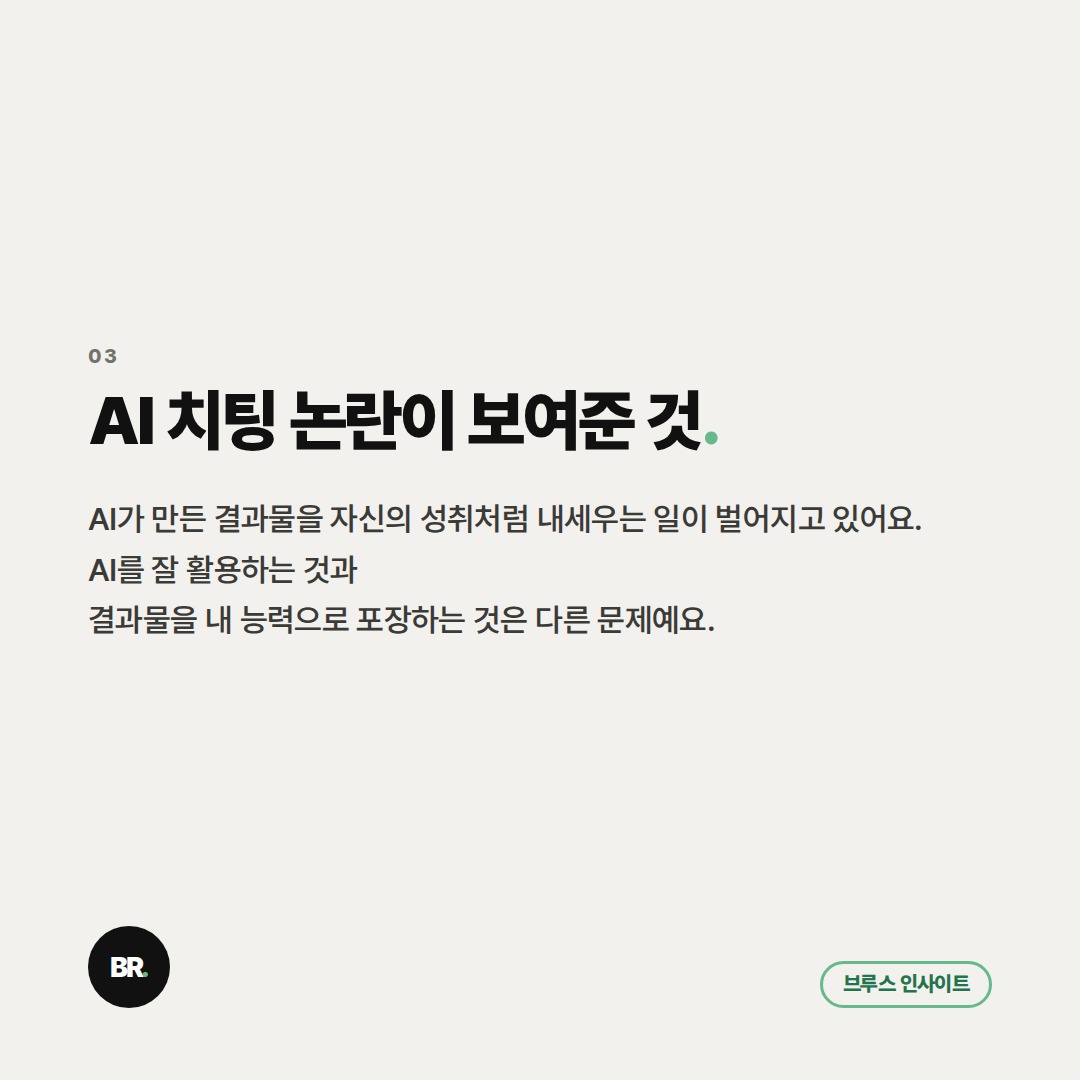 03
AI 치팅 논란이 보여준 것.
AI가 만든 결과물을 자신의 성취처럼 내세우는 일이 벌어지고 있어요.
AI를 잘 활용하는 것과
결과물을 내 능력으로 포장하는 것은 다른 문제예요.
BR.
브루스 인사이트